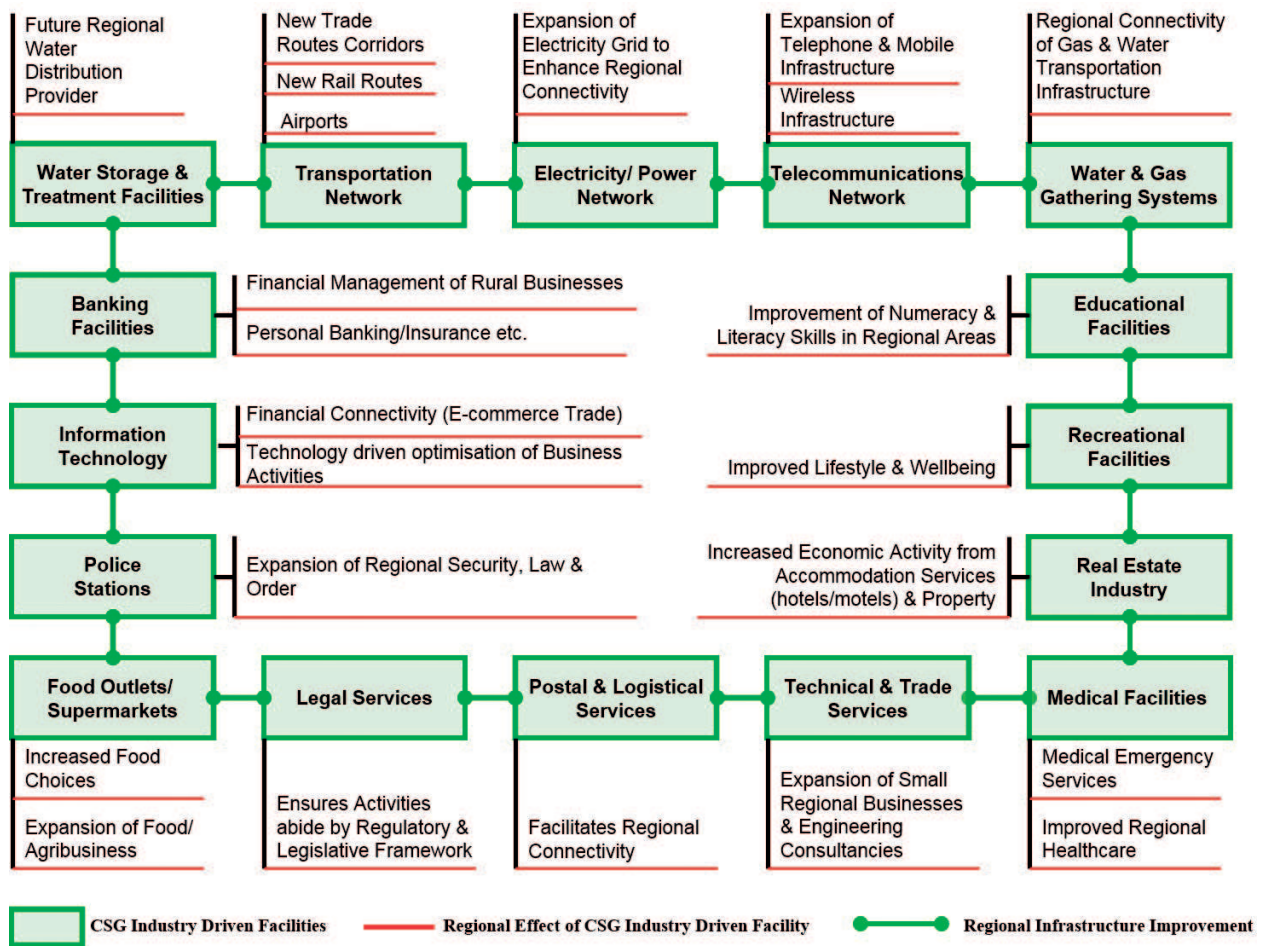 Future Regional
Water
Distribution
Provider
New Trade
Routes Corridors
New Rail Routes
Airports
Expansion of
Electricity Grid to
Enhance Regional
Connectivity
Expansion of
Telephone & Mobile
Infrastructure
Wireless
Infrastructure
Regional Connectivity
of Gas & Water
Transportation
Infrastructure
Water Storage &
Treatment Facilities
Transportation
Network
Electricity/ Power
Network
Telecommunications
Network
Water & Gas
Gathering Systems
Banking
Facilities
Financial Management of Rural Businesses
Personal Banking/Insurance etc.
Improvement of Numeracy &
Literacy Skills in Regional Areas
Educational
Facilities
Information
Technology
Financial Connectivity (E-commerce Trade)
Technology driven optimisation of Business
Activities
Improved Lifestyle & Wellbeing
Recreational
Facilities
Police
Stations
Expansion of Regional Security, Law &
Order
Increased Economic Activity from
Accommodation Services
(hotels/motels) & Property
Real Estate
Industry
Food Outlets/
Supermarkets
Legal Services
Postal & Logistical
Services
Technical & Trade
Services
Medical Facilities
Increased Food
Choices
Expansion of Food/
Agribusiness
Ensures Activities
abide by Regulatory &
Legislative Framework
Facilitates Regional
Connectivity
Expansion of Small
Regional Businesses
& Engineering
Consultancies
Medical Emergency
Services
Improved Regional
Healthcare
CSG Industry Driven Facilities
Regional Effect of CSG Industry Driven Facility
Regional Infrastructure Improvement